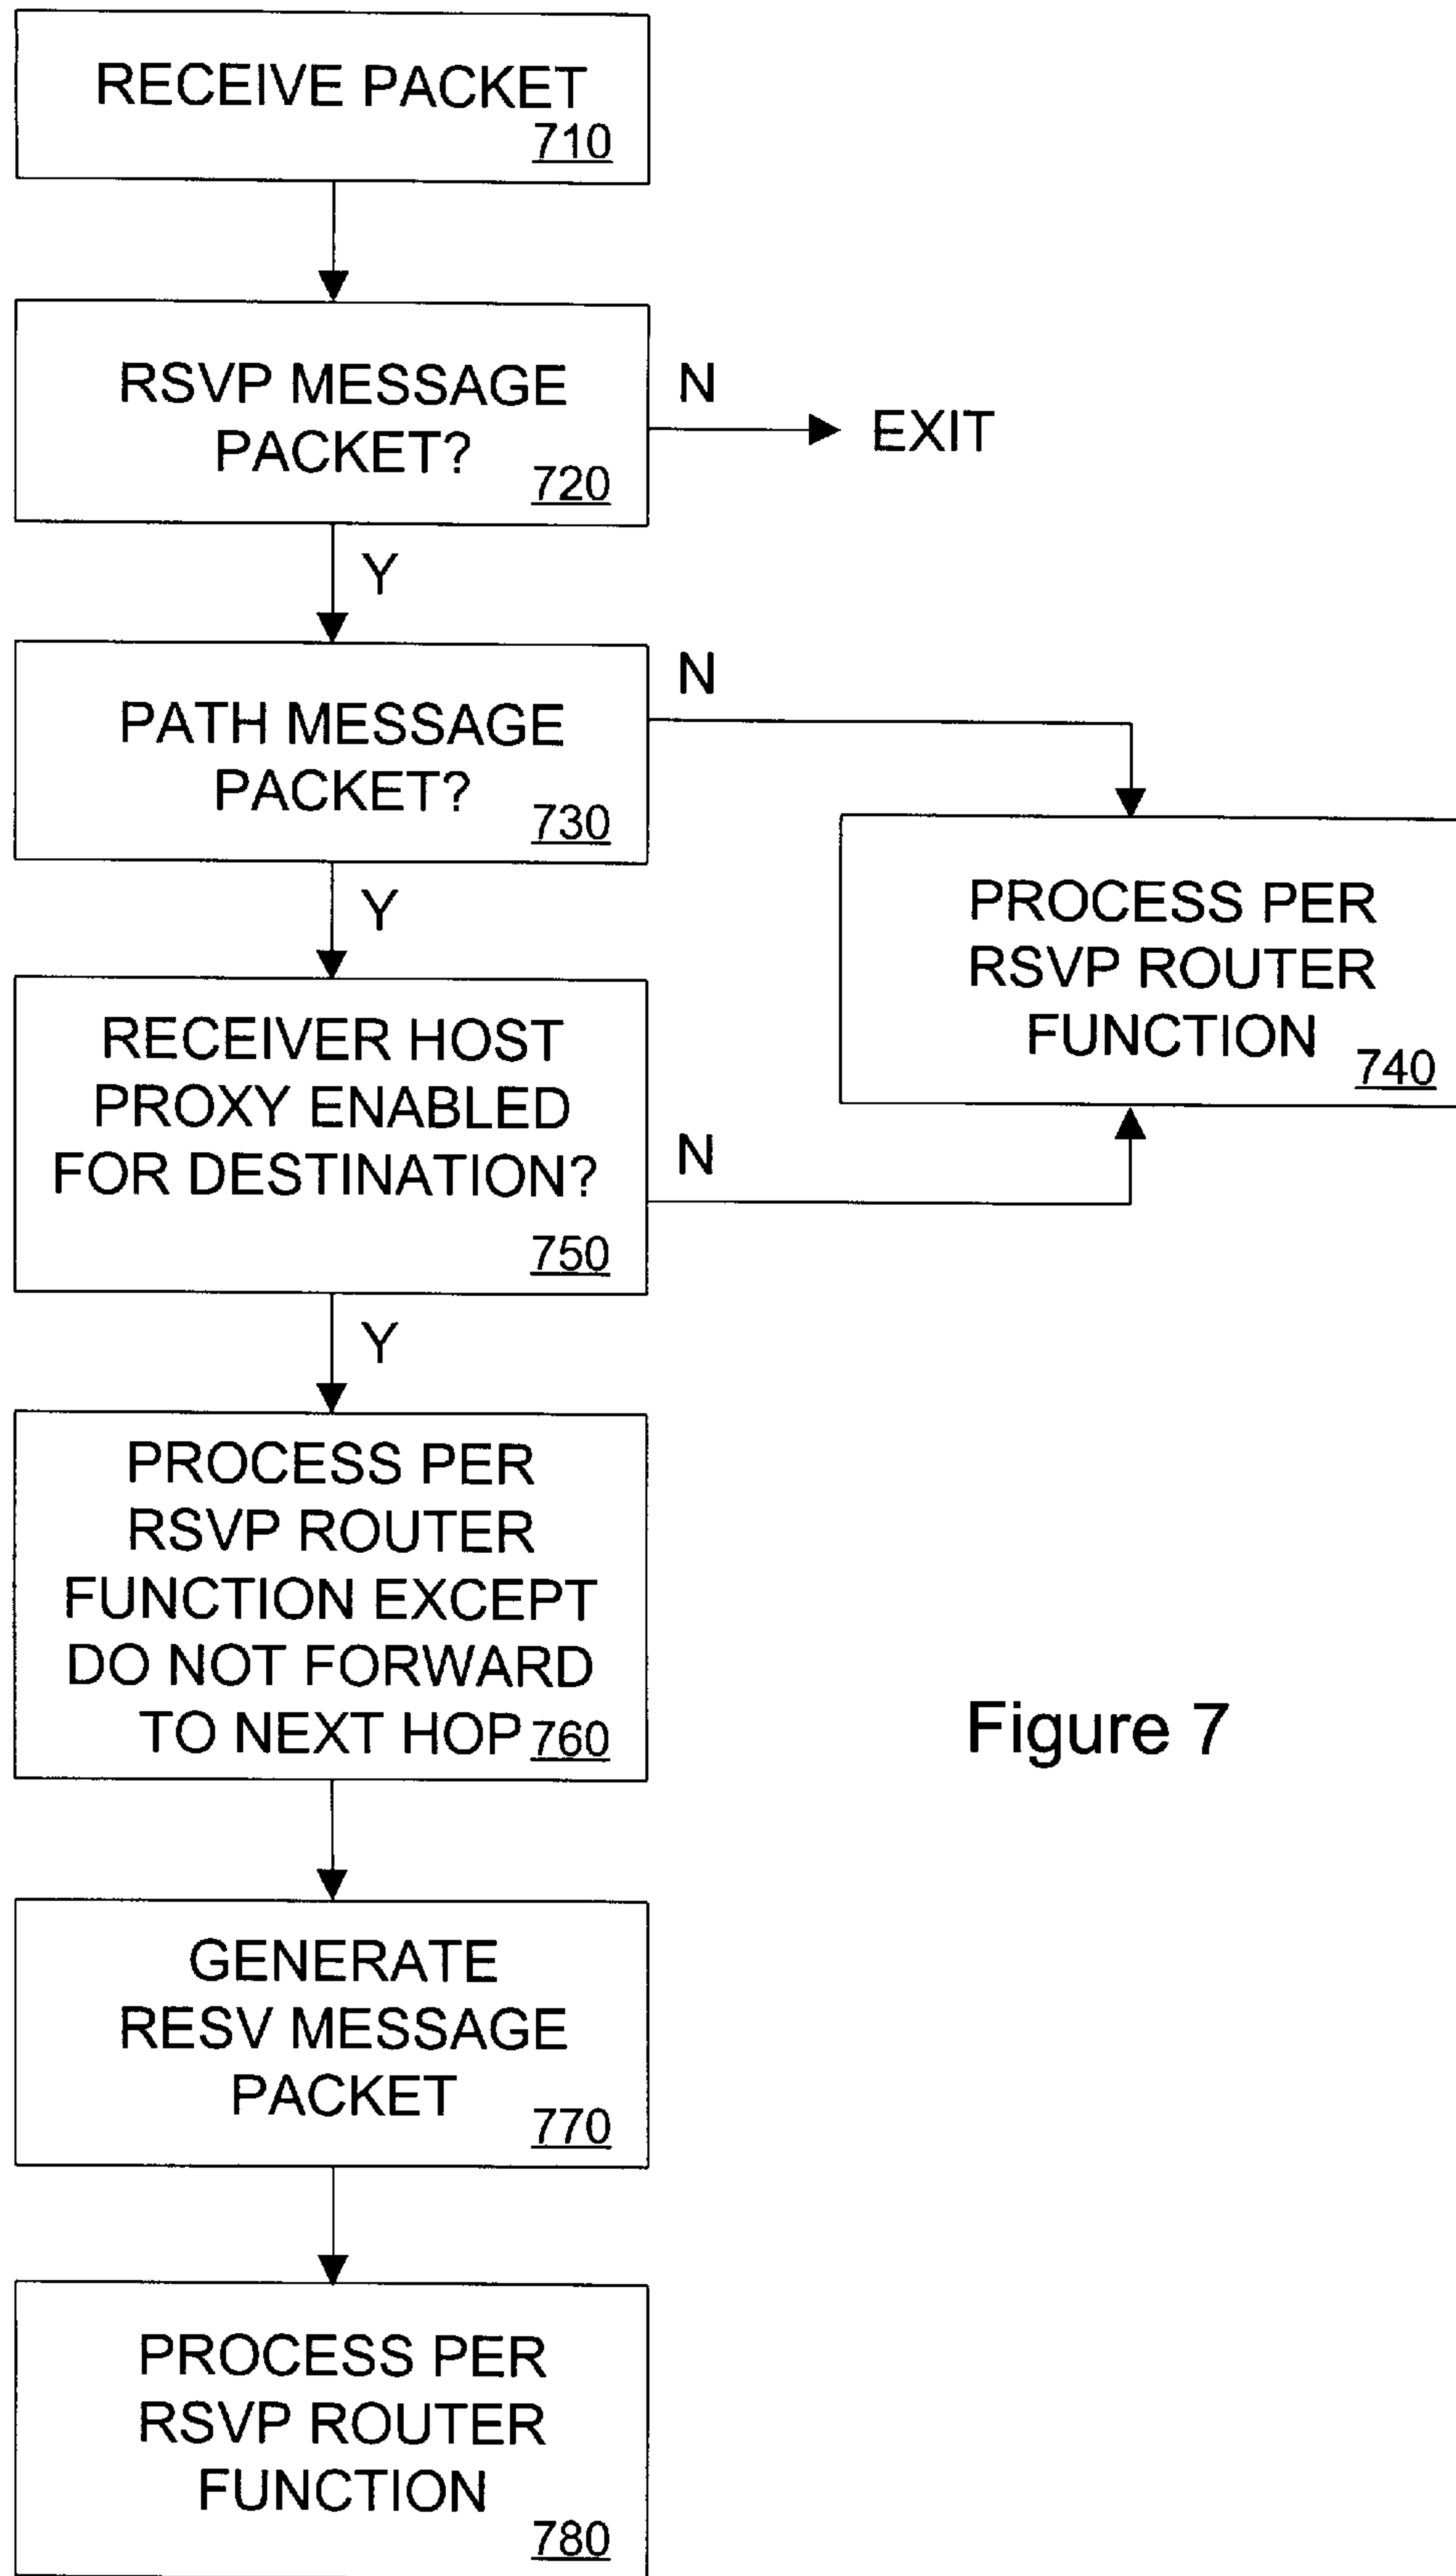 RECEIVE PACKET
710
RSVP MESSAGE
PACKET?
720
N
EXIT
Y
PATH MESSAGE
PACKET?
730
N
PROCESS PER
RSVP ROUTER
FUNCTION
740
Y
RECEIVER HOST
PROXY ENABLED
FOR DESTINATION?
750
N
Y
PROCESS PER
RSVP ROUTER
FUNCTION EXCEPT
DO NOT FORWARD
TO NEXT HOP 760
Figure 7
GENERATE
RESV MESSAGE
PACKET
770
PROCESS PER
RSVP ROUTER
FUNCTION
780